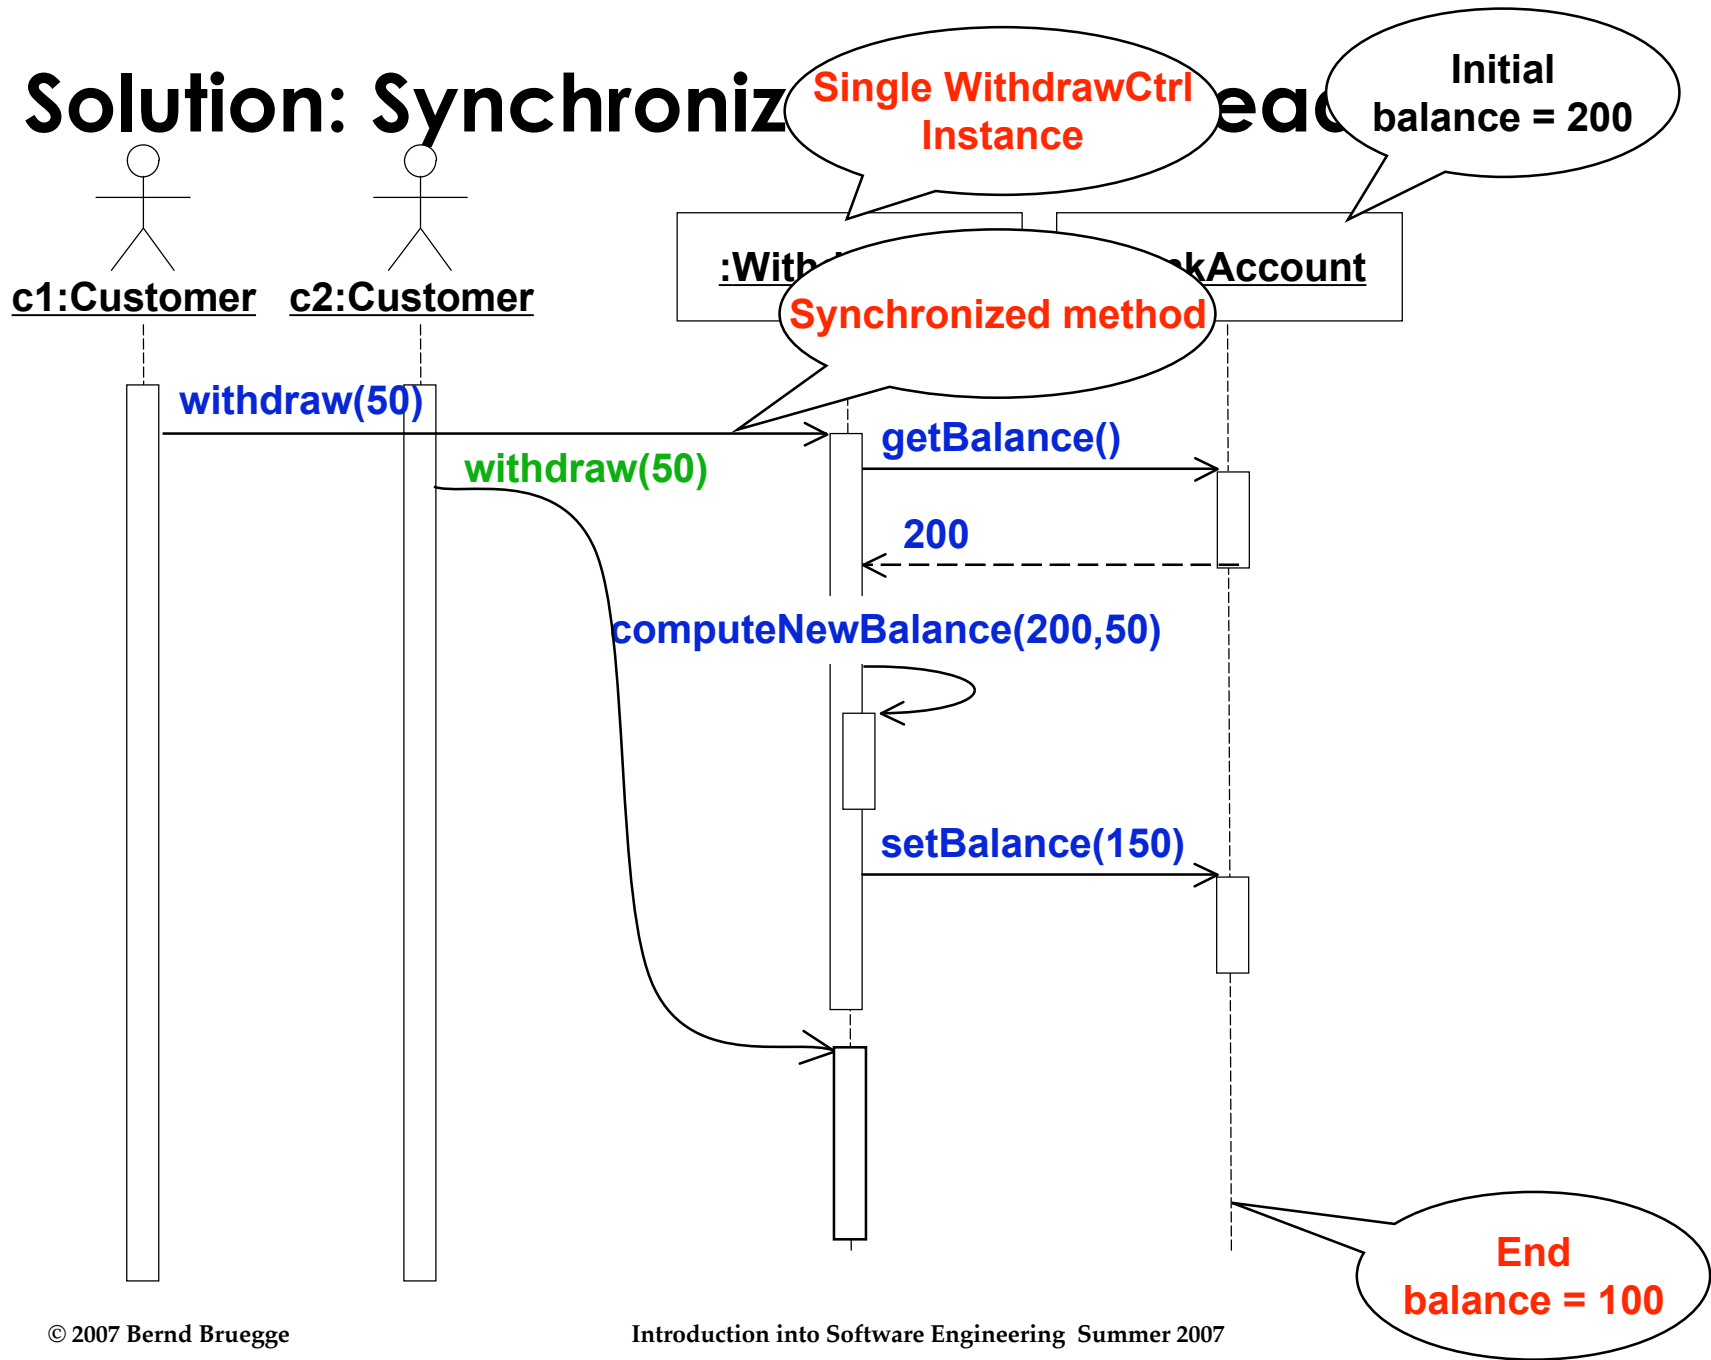 Solution: Synchroniz
Single WithdrawCtrl
Instance
Initial
balance = 200
c1:Customer
c2:Customer
:With
kAccount
Synchronized method
withdraw(50)
getBalance()
withdraw(50)
200
computeNewBalance(200,50)
setBalance(150)
End
balance = 100
© 2007 Bernd Bruegge
Introduction into Software Engineering Summer 2007